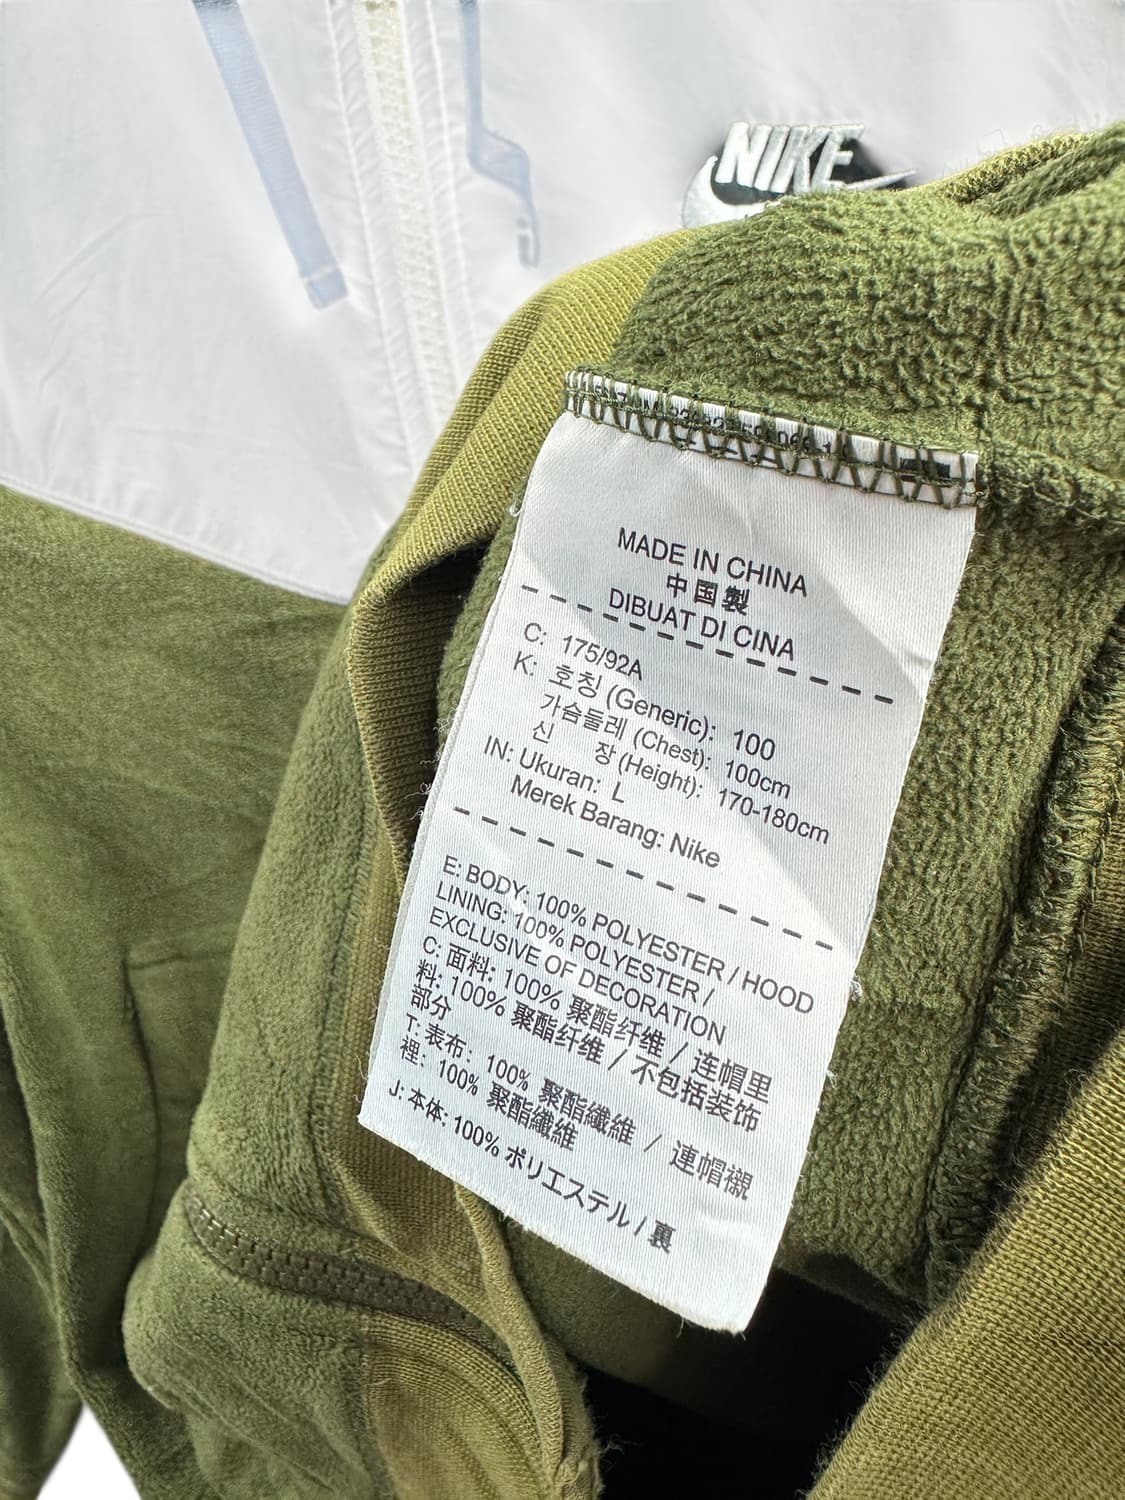 NIKE
MADE IN CHINA
中国製
DIBUAT DI CINA
C: 175/92A
K: 호칭 (Generic): 100
가슴둘레 (Chest): 100cm
신 장 (Height): 170-180cm
IN: Ukuran: L
Merek Barang: Nike
E: BODY: 100% POLYESTER / HOOD
LINING: 100% POLYESTER /
EXCLUSIVE OF DECORATION
C: 面料: 100% 聚酯纤维 / 连帽里
料: 100% 聚酯纤维 / 不包括装饰
部分
T: 表布: 100% 聚酯纖維 / 連帽襯
裡: 100% 聚酯纖維
J: 本体: 100% ポリエステル / 裏